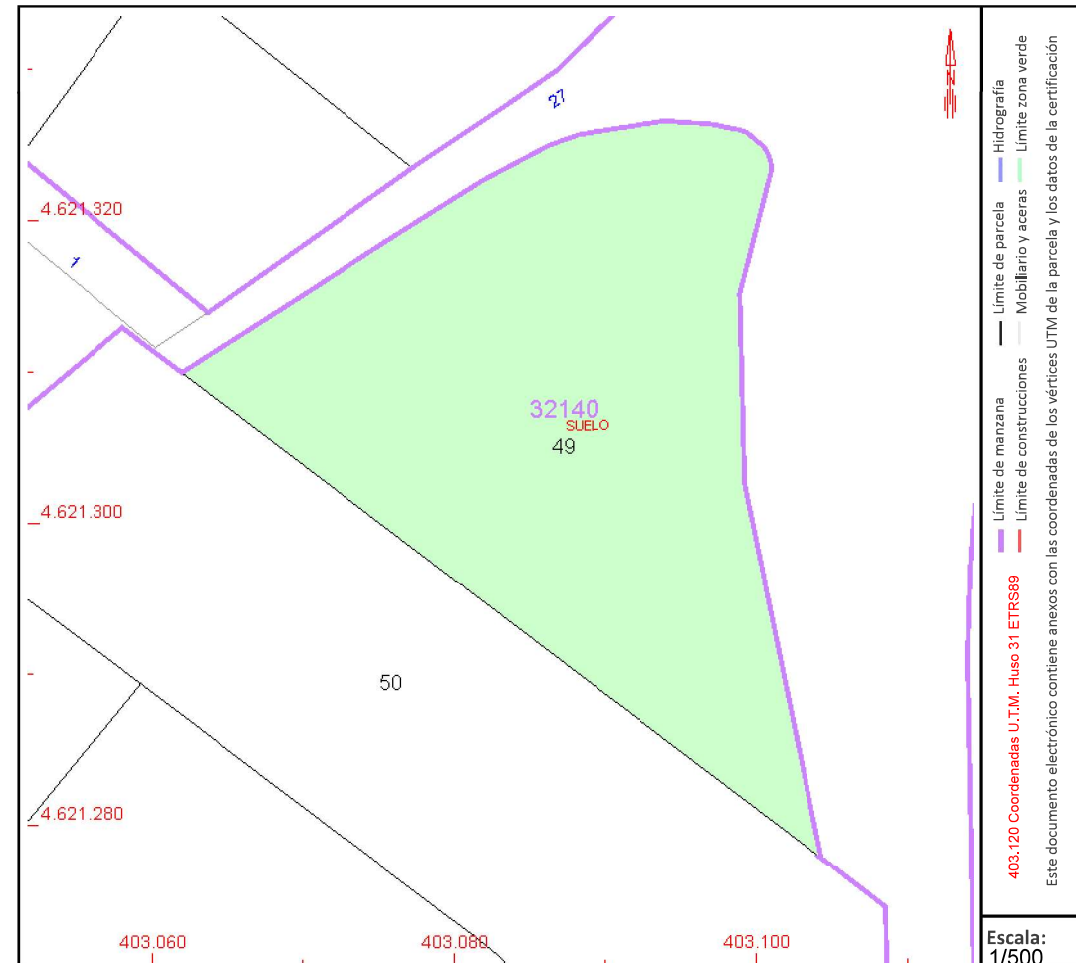 27
N
4.621.320
1
32140
SUELO
49
4.621.300
50
4.621.280
403.060
403.080
403.100
Hidrografía
Límite zona verde
Límite de parcela
Mobiliario y aceras
Límite de manzana
Límite de construcciones
403.120 Coordenadas U.T.M. Huso 31 ETRS89
Este documento electrónico contiene anexos con las coordenadas de los vértices UTM de la parcela y los datos de la certificación
Escala:
1/500